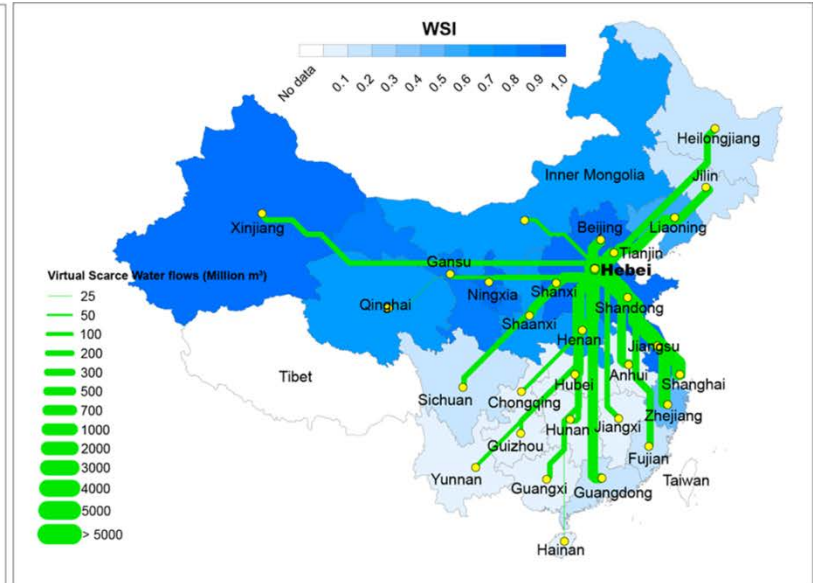 WSI
No data 0.1 0.2 0.3 0.4 0.5 0.6 0.7 0.8 0.9 1.0
Heilongjiang
Jilin
Inner Mongolia
Xinjiang
Beijing
Liaoning
Tianjin
Gansu
Hebei
Virtual Scarce Water flows (Million m³)
25
50
100
200
300
500
700
1000
2000
3000
4000
5000
> 5000
Qinghai
Ningxia
Shanxi
Shandong
Shaanxi
Henan
Jiangsu
Tibet
Anhui
Shanghai
Hubei
Sichuan
Chongqing
Zhejiang
Hunan
Jiangxi
Guizhou
Fujian
Yunnan
Guangxi
Guangdong
Taiwan
Hainan